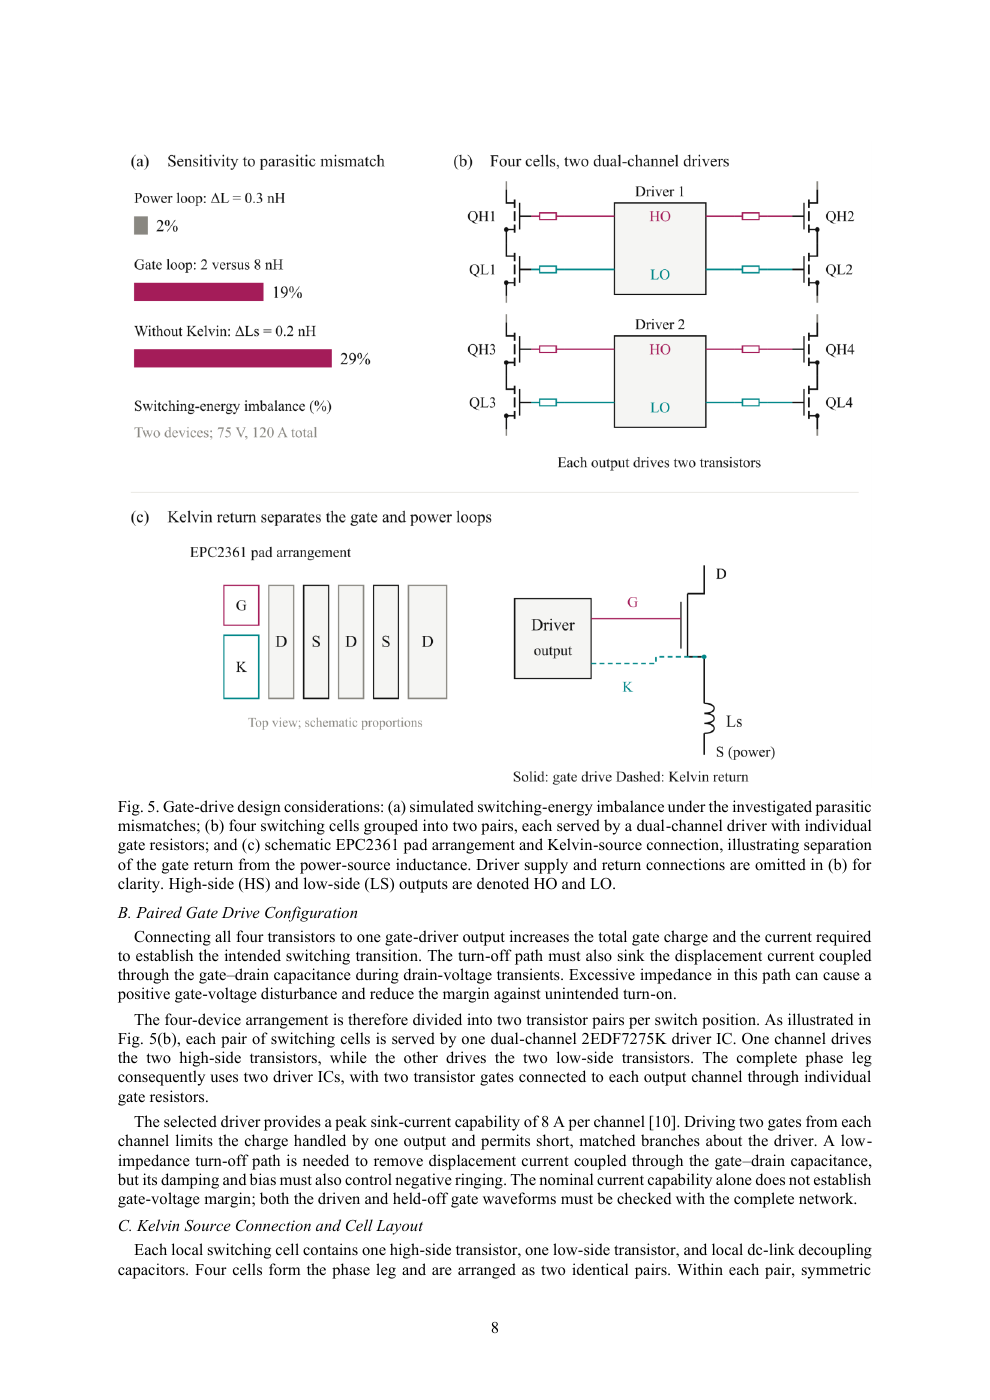 (a) Sensitivity to parasitic mismatch
Power loop: ΔL = 0.3 nH
2%
Gate loop: 2 versus 8 nH
19%
Without Kelvin: ΔLs = 0.2 nH
29%
Switching-energy imbalance (%)
Two devices; 75 V, 120 A total
(b) Four cells, two dual-channel drivers
Driver 1
QH1 HO QH2
QL1 LO QL2
Driver 2
QH3 HO QH4
QL3 LO QL4
Each output drives two transistors
(c) Kelvin return separates the gate and power loops
EPC2361 pad arrangement
G
K
D S D S D
Top view; schematic proportions
Driver
output
G
K
D
Ls
S (power)
Solid: gate drive Dashed: Kelvin return
Fig. 5. Gate-drive design considerations: (a) simulated switching-energy imbalance under the investigated parasitic
mismatches; (b) four switching cells grouped into two pairs, each served by a dual-channel driver with individual
gate resistors; and (c) schematic EPC2361 pad arrangement and Kelvin-source connection, illustrating separation
of the gate return from the power-source inductance. Driver supply and return connections are omitted in (b) for
clarity. High-side (HS) and low-side (LS) outputs are denoted HO and LO.
B. Paired Gate Drive Configuration
Connecting all four transistors to one gate-driver output increases the total gate charge and the current required
to establish the intended switching transition. The turn-off path must also sink the displacement current coupled
through the gate–drain capacitance during drain-voltage transients. Excessive impedance in this path can cause a
positive gate-voltage disturbance and reduce the margin against unintended turn-on.
The four-device arrangement is therefore divided into two transistor pairs per switch position. As illustrated in
Fig. 5(b), each pair of switching cells is served by one dual-channel 2EDF7275K driver IC. One channel drives
the two high-side transistors, while the other drives the two low-side transistors. The complete phase leg
consequently uses two driver ICs, with two transistor gates connected to each output channel through individual
gate resistors.
The selected driver provides a peak sink-current capability of 8 A per channel [10]. Driving two gates from each
channel limits the charge handled by one output and permits short, matched branches about the driver. A low-
impedance turn-off path is needed to remove displacement current coupled through the gate–drain capacitance,
but its damping and bias must also control negative ringing. The nominal current capability alone does not establish
gate-voltage margin; both the driven and held-off gate waveforms must be checked with the complete network.
C. Kelvin Source Connection and Cell Layout
Each local switching cell contains one high-side transistor, one low-side transistor, and local dc-link decoupling
capacitors. Four cells form the phase leg and are arranged as two identical pairs. Within each pair, symmetric
8